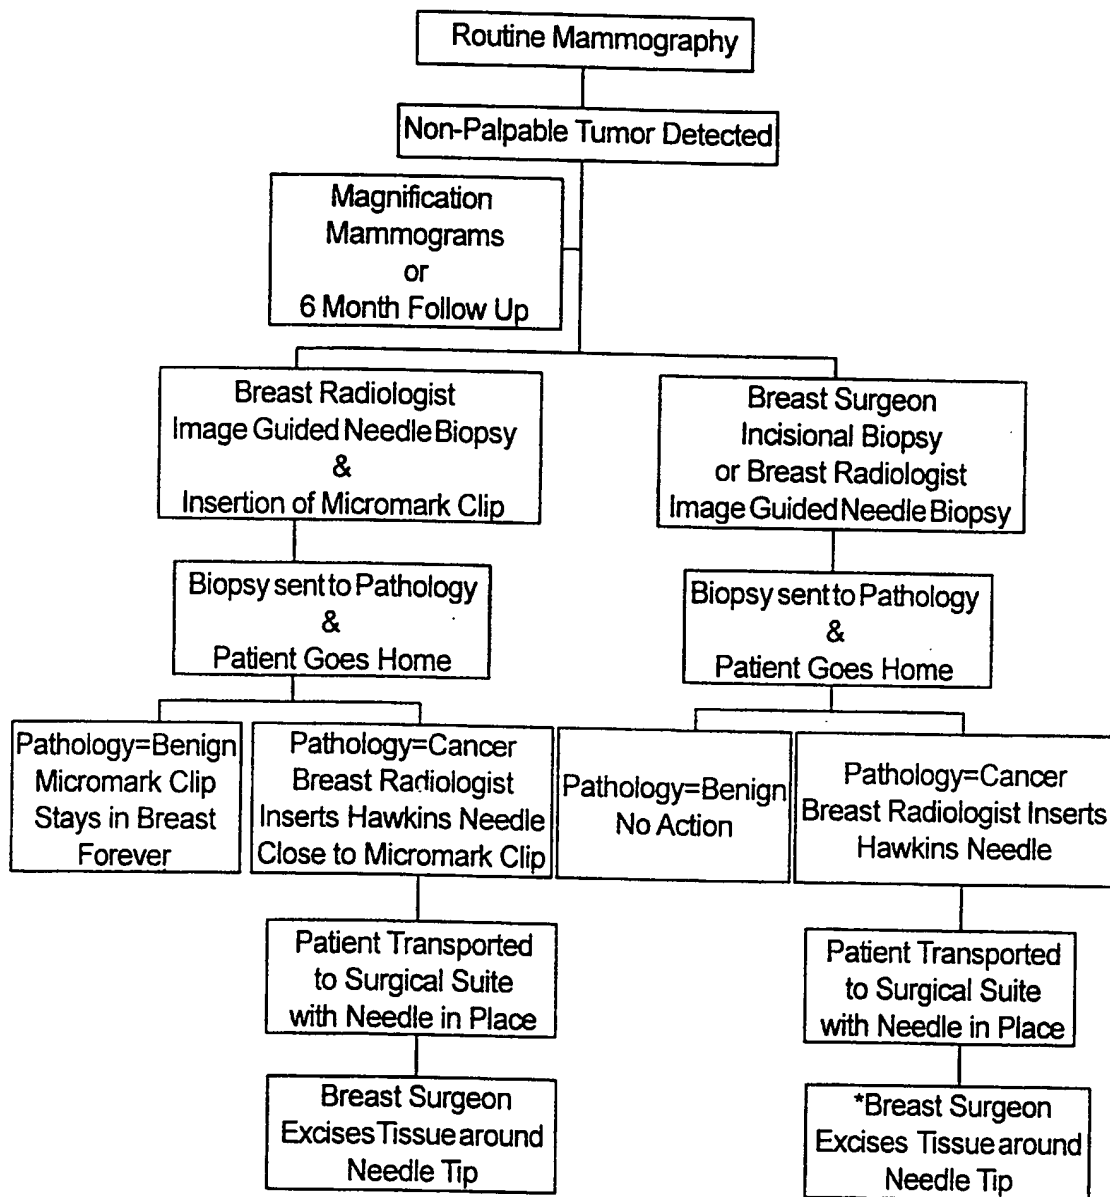 Routine Mammography
Non-Palpable Tumor Detected
Magnification
Mammograms
or
6 Month Follow Up
Breast Radiologist
Image Guided Needle Biopsy
&
Insertion of Micromark Clip
Breast Surgeon
Incisional Biopsy
or Breast Radiologist
Image Guided Needle Biopsy
Biopsy sent to Pathology
&
Patient Goes Home
Biopsy sent to Pathology
&
Patient Goes Home
Pathology=Benign
Micromark Clip
Stays in Breast
Forever
Pathology=Cancer
Breast Radiologist
Inserts Hawkins Needle
Close to Micromark Clip
Pathology=Benign
No Action
Pathology=Cancer
Breast Radiologist Inserts
Hawkins Needle
Patient Transported
to Surgical Suite
with Needle in Place
Patient Transported
to Surgical Suite
with Needle in Place
Breast Surgeon
Excises Tissue around
Needle Tip
*Breast Surgeon
Excises Tissue around
Needle Tip